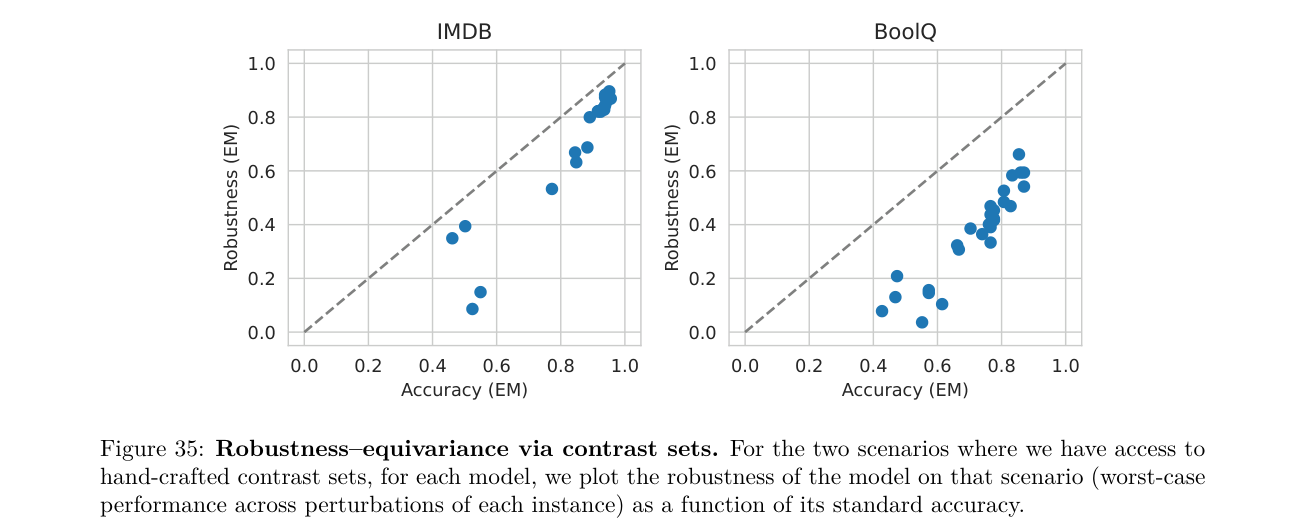 IMDB
BoolQ
1.0
0.8
0.6
0.4
0.2
0.0
Robustness (EM)
0.0 0.2 0.4 0.6 0.8 1.0
Accuracy (EM)
1.0
0.8
0.6
0.4
0.2
0.0
Robustness (EM)
0.0 0.2 0.4 0.6 0.8 1.0
Accuracy (EM)
Figure 35: Robustness–equivariance via contrast sets. For the two scenarios where we have access to
hand-crafted contrast sets, for each model, we plot the robustness of the model on that scenario (worst-case
performance across perturbations of each instance) as a function of its standard accuracy.